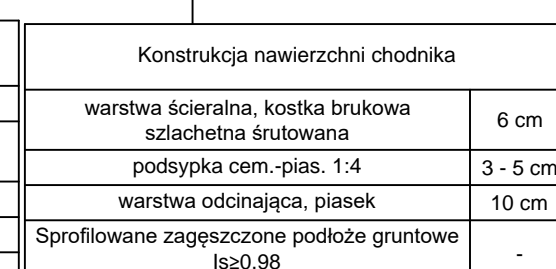 Konstrukcja nawierzchni chodnika
warstwa ścieralna, kostka brukowa
szlachetna śrutowana
6 cm
podsypka cem.-pias. 1:4
3 - 5 cm
warstwa odcinająca, piasek
10 cm
Sprofilowane zagęszczone podłoże gruntowe
Is≥0.98
-